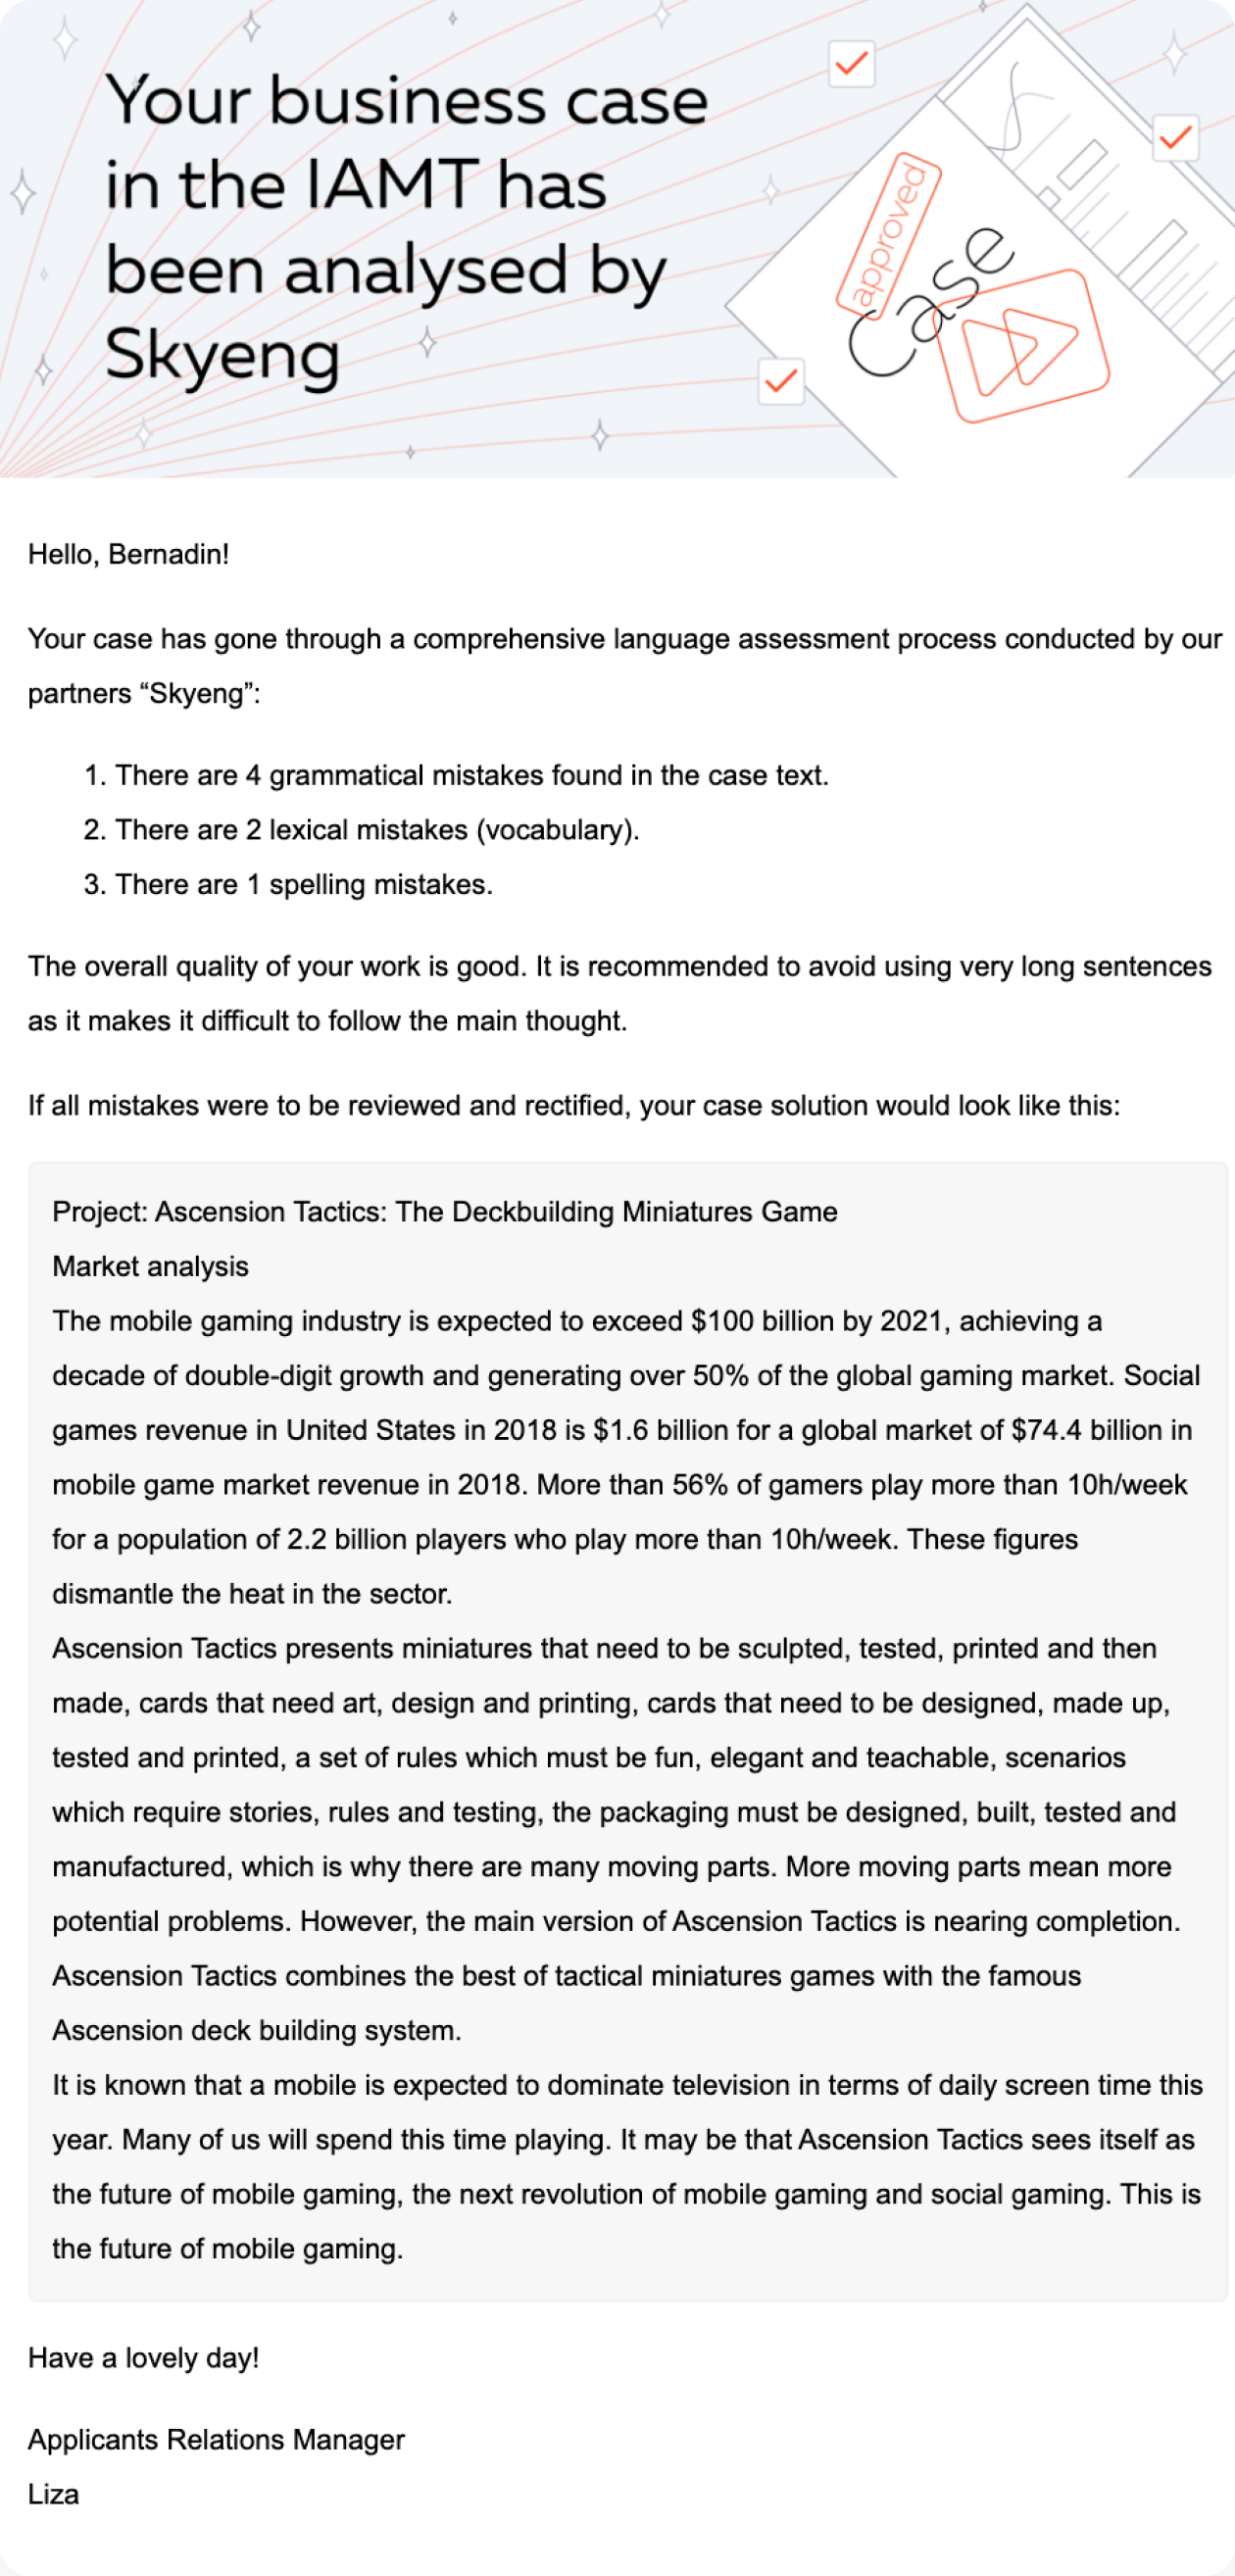 Your business case
in the IAMT has
been analysed by
Skyeng
approved
Case
Hello, Bernadin!
Your case has gone through a comprehensive language assessment process conducted by our
partners “Skyeng”:
1. There are 4 grammatical mistakes found in the case text.
2. There are 2 lexical mistakes (vocabulary).
3. There are 1 spelling mistakes.
The overall quality of your work is good. It is recommended to avoid using very long sentences
as it makes it difficult to follow the main thought.
If all mistakes were to be reviewed and rectified, your case solution would look like this:
Project: Ascension Tactics: The Deckbuilding Miniatures Game
Market analysis
The mobile gaming industry is expected to exceed $100 billion by 2021, achieving a
decade of double-digit growth and generating over 50% of the global gaming market. Social
games revenue in United States in 2018 is $1.6 billion for a global market of $74.4 billion in
mobile game market revenue in 2018. More than 56% of gamers play more than 10h/week
for a population of 2.2 billion players who play more than 10h/week. These figures
dismantle the heat in the sector.
Ascension Tactics presents miniatures that need to be sculpted, tested, printed and then
made, cards that need art, design and printing, cards that need to be designed, made up,
tested and printed, a set of rules which must be fun, elegant and teachable, scenarios
which require stories, rules and testing, the packaging must be designed, built, tested and
manufactured, which is why there are many moving parts. More moving parts mean more
potential problems. However, the main version of Ascension Tactics is nearing completion.
Ascension Tactics combines the best of tactical miniatures games with the famous
Ascension deck building system.
It is known that a mobile is expected to dominate television in terms of daily screen time this
year. Many of us will spend this time playing. It may be that Ascension Tactics sees itself as
the future of mobile gaming, the next revolution of mobile gaming and social gaming. This is
the future of mobile gaming.
Have a lovely day!
Applicants Relations Manager
Liza